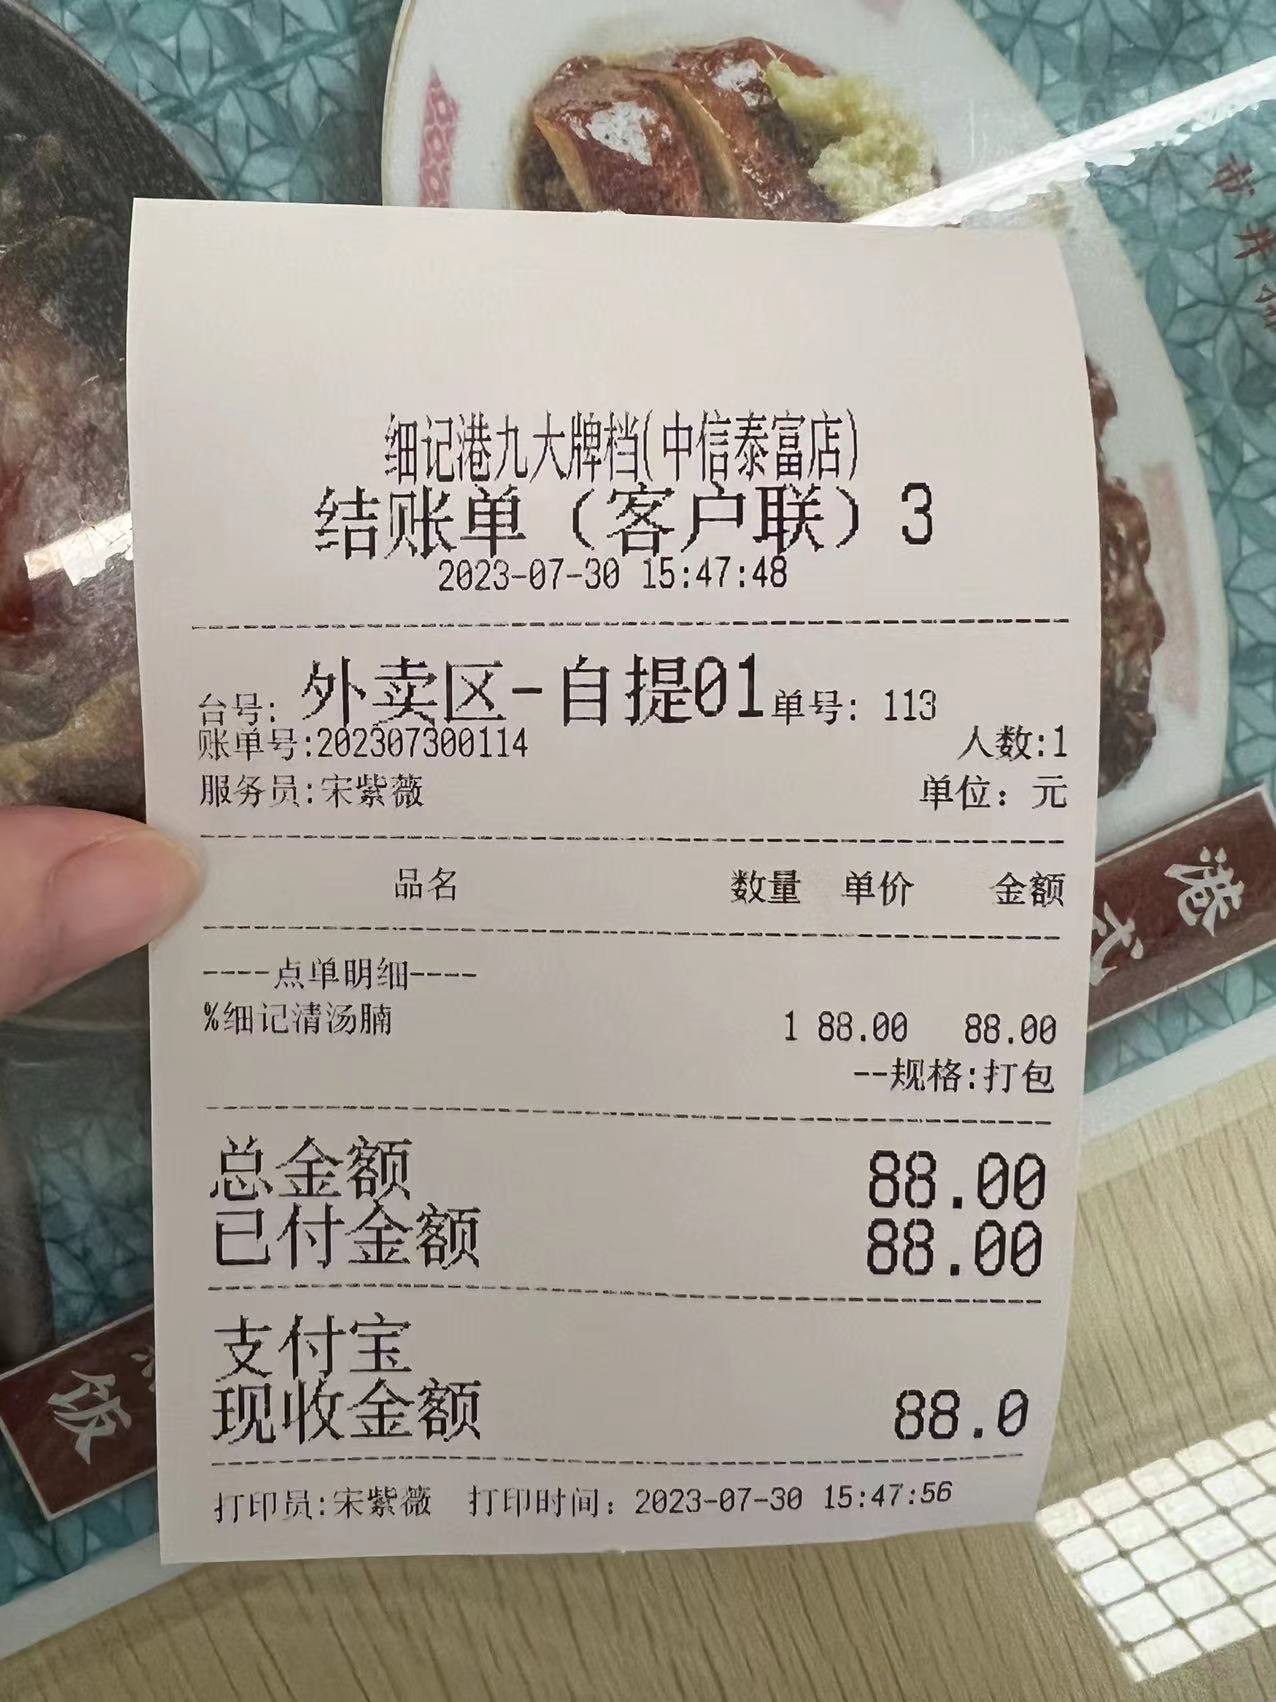 细记港九大牌档(中信泰富店)
结账单（客户联）3
2023-07-30 15:47:48
台号: 外卖区-自提01 单号: 113
账单号:202307300114 人数:1
服务员:宋紫薇 单位: 元
品名 数量 单价 金额
----点单明细----
%细记清汤腩 1 88.00 88.00
--规格:打包
总金额 88.00
已付金额 88.00
支付宝
现收金额 88.0
打印员:宋紫薇 打印时间: 2023-07-30 15:47:56
港式
饭